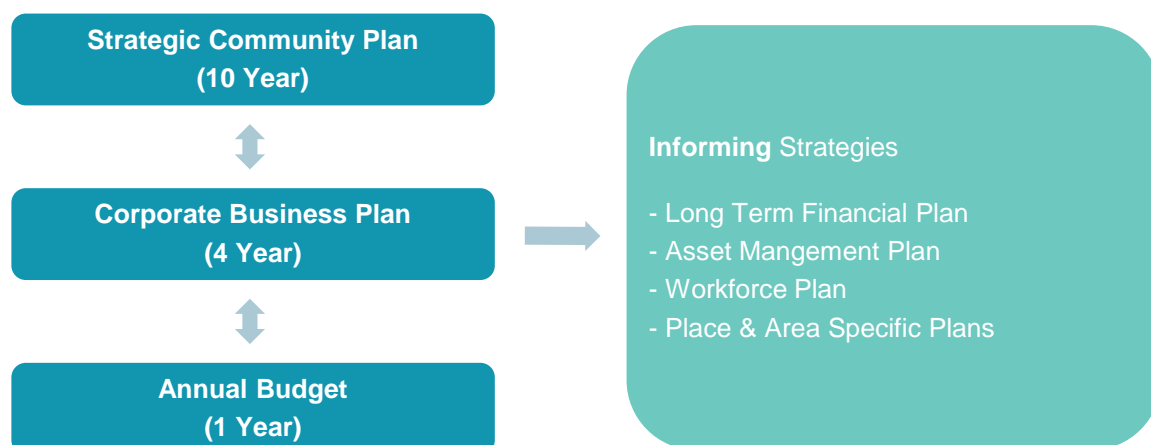 Strategic Community Plan
(10 Year)
Corporate Business Plan
(4 Year)
Annual Budget
(1 Year)
Informing Strategies
- Long Term Financial Plan
- Asset Mangement Plan
- Workforce Plan
- Place & Area Specific Plans